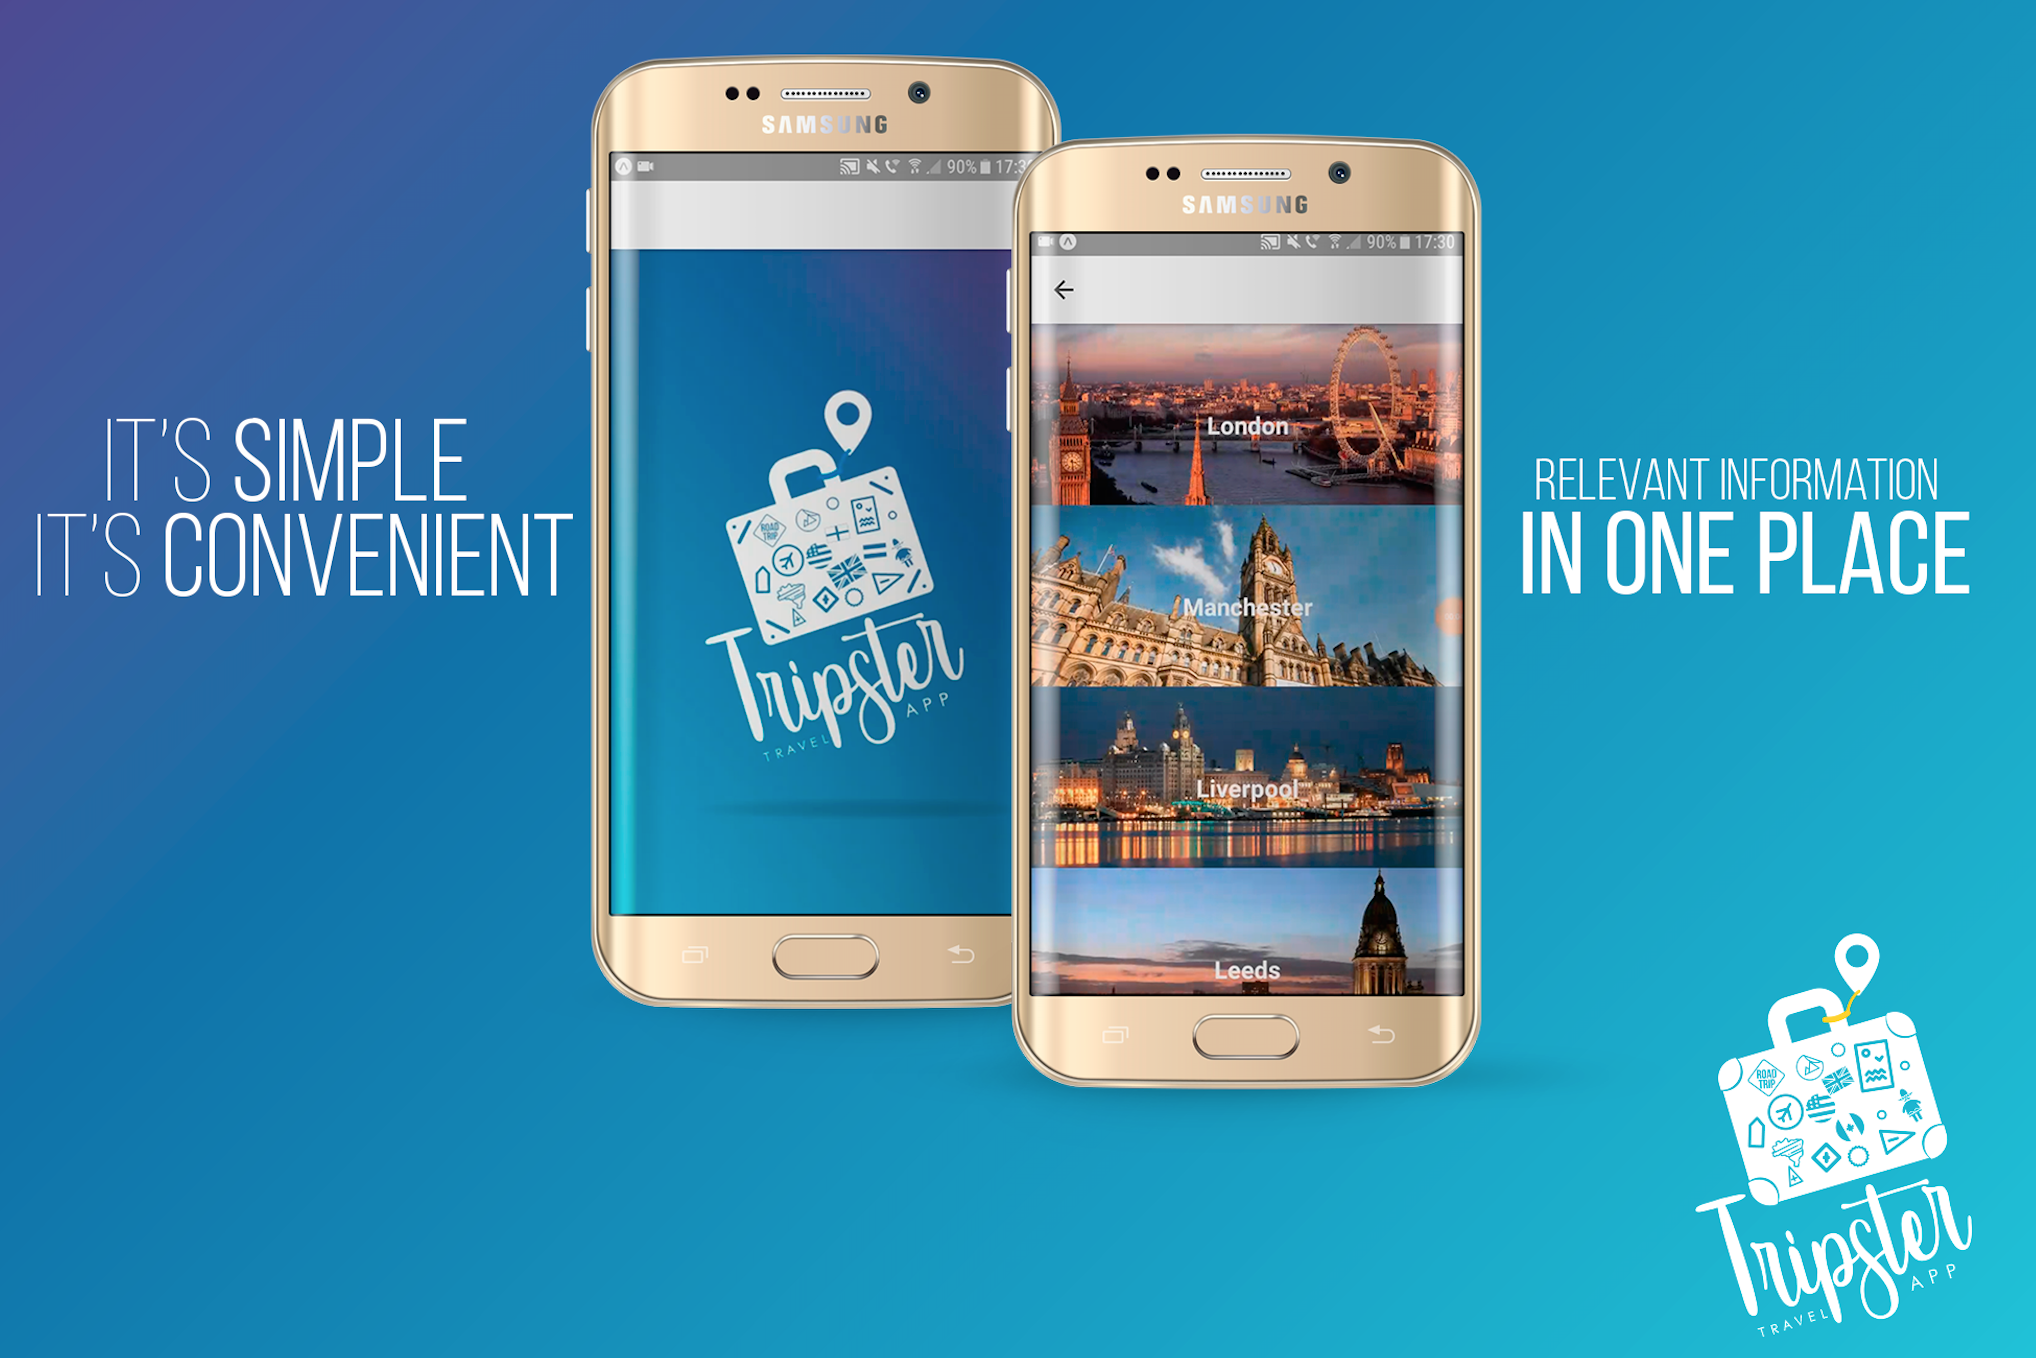 IT'S SIMPLE
IT'S CONVENIENT
SAMSUNG
90% 17:3
ROAD
TRIP
Tripster
TRAVEL APP
SAMSUNG
90% 17:30
London
Manchester
Liverpool
Leeds
RELEVANT INFORMATION
IN ONE PLACE
ROAD
TRIP
Tripster
TRAVEL APP